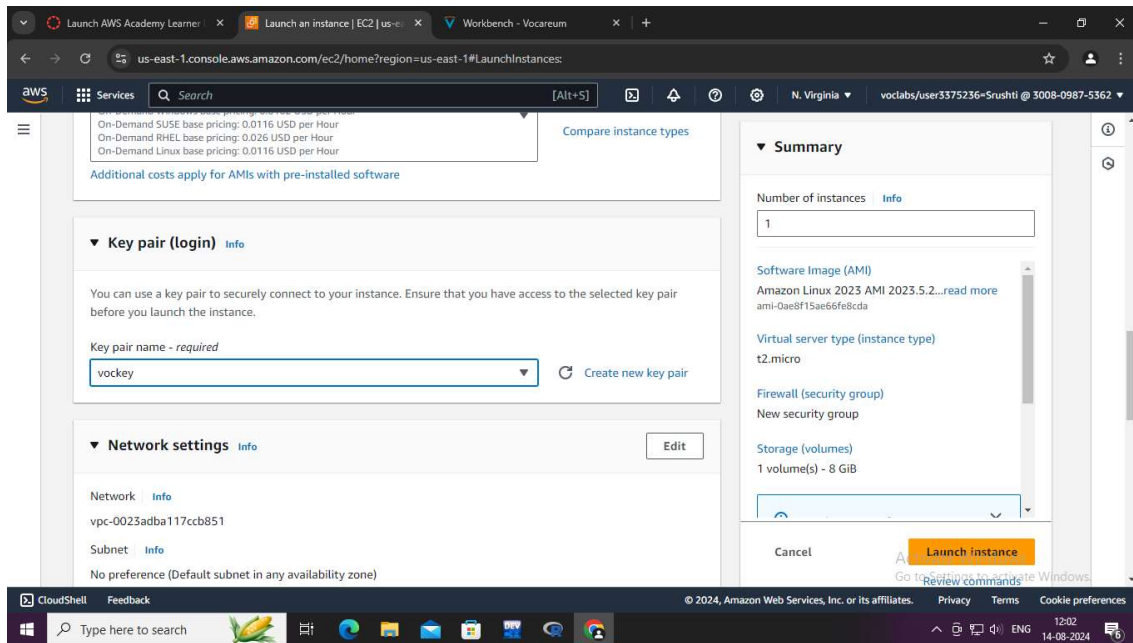 Launch AWS Academy Learner
Launch an instance | EC2 | us-ea
Workbench - Vocareum
us-east-1.console.aws.amazon.com/ec2/home?region=us-east-1#LaunchInstances:
aws
Services
Search
[Alt+S]
N. Virginia
voclabs/user3375236=Srushti @ 3008-0987-5362
On-Demand SUSE base pricing: 0.0116 USD per Hour
On-Demand RHEL base pricing: 0.026 USD per Hour
On-Demand Linux base pricing: 0.0116 USD per Hour
Compare instance types
Additional costs apply for AMIs with pre-installed software
Key pair (login) Info
You can use a key pair to securely connect to your instance. Ensure that you have access to the selected key pair
before you launch the instance.
Key pair name - required
vockey
Create new key pair
Network settings Info
Edit
Network Info
vpc-0023adba117ccb851
Subnet Info
No preference (Default subnet in any availability zone)
Summary
Number of instances Info
1
Software Image (AMI)
Amazon Linux 2023 AMI 2023.5.2...read more
ami-0ae8f15ae66fe8cda
Virtual server type (instance type)
t2.micro
Firewall (security group)
New security group
Storage (volumes)
1 volume(s) - 8 GiB
Cancel
Launch instance
Go to Settings to activate Windows.
Review commands
CloudShell Feedback
© 2024, Amazon Web Services, Inc. or its affiliates. Privacy Terms Cookie preferences
Type here to search
DEV
ENG
12:02
14-08-2024
6